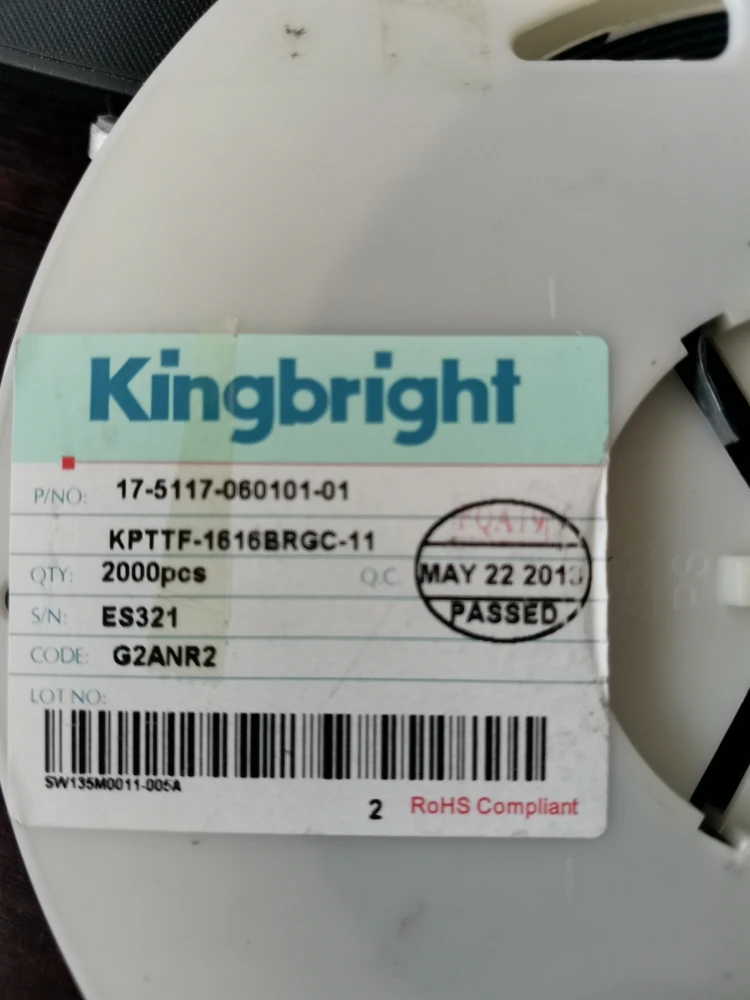 Kingbright
P/NO: 17-5117-060101-01
KPTTF-1616BRGC-11
QTY: 2000pcs
Q.C.
MAY 22 2013
PASSED
S/N: ES321
CODE: G2ANR2
LOT NO:
SW135M0011-005A
2 RoHS Compliant